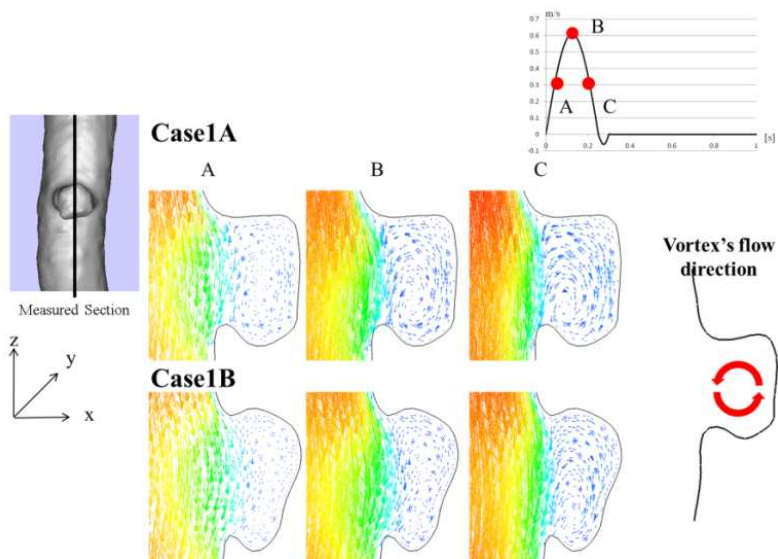 m/s
0.7
0.6
0.5
0.4
0.3
0.2
0.1
0
-0.1
0 0.2 0.4 0.6 0.8 1
[s]
A
B
C
Case1A
A B C
Measured Section
z
y
x
Case1B
Vortex's flow
direction